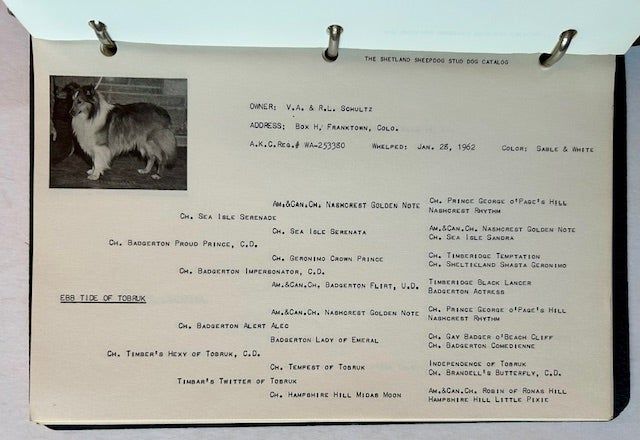 THE SHETLAND SHEEPDOG STUD DOG CATALOG
OWNER: V.A. & R.L. SCHULTZ
ADDRESS: BOX H, FRANKTOWN, COLO.
A.K.C.REG.# WA-253380 WHELPED: JAN. 28, 1962 COLOR: SABLE & WHITE
AM.&CAN.CH. NASHCREST GOLDEN NOTE CH. PRINCE GEORGE O'PAGE'S HILL
NASHCREST RHYTHM
CH. SEA ISLE SERENADE
CH. SEA ISLE SERENATA AM.&CAN.CH. NASHCREST GOLDEN NOTE
CH. SEA ISLE SANDRA
CH. BADGERTON PROUD PRINCE, C.D.
CH. GERONIMO CROWN PRINCE CH. TIMBERIDGE TEMPTATION
CH. SHELTIELAND SHASTA GERONIMO
CH. BADGERTON IMPERSONATOR, C.D.
AM.&CAN.CH. BADGERTON FLIRT, U.D. TIMBERIDGE BLACK LANCER
BADGERTON ACTRESS
EBB TIDE OF TOBRUK
AM.&CAN.CH. NASHCREST GOLDEN NOTE CH. PRINCE GEORGE O'PAGE'S HILL
NASHCREST RHYTHM
CH. BADGERTON ALERT ALEC
BADGERTON LADY OF EMERAL CH. GAY BADGER O'BEACH CLIFF
CH. BADGERTON COMEDIENNE
CH. TIMBER'S HEXY OF TOBRUK, C.D.
CH. TEMPEST OF TOBRUK INDEPENDENCE OF TOBRUK
CH. BRANDELL'S BUTTERFLY, C.D.
TIMBAR'S TWITTER OF TOBRUK
CH. HAMPSHIRE HILL MIDAS MOON AM.&CAN.CH. ROBIN OF RONAS HILL
HAMPSHIRE HILL LITTLE PIXIE